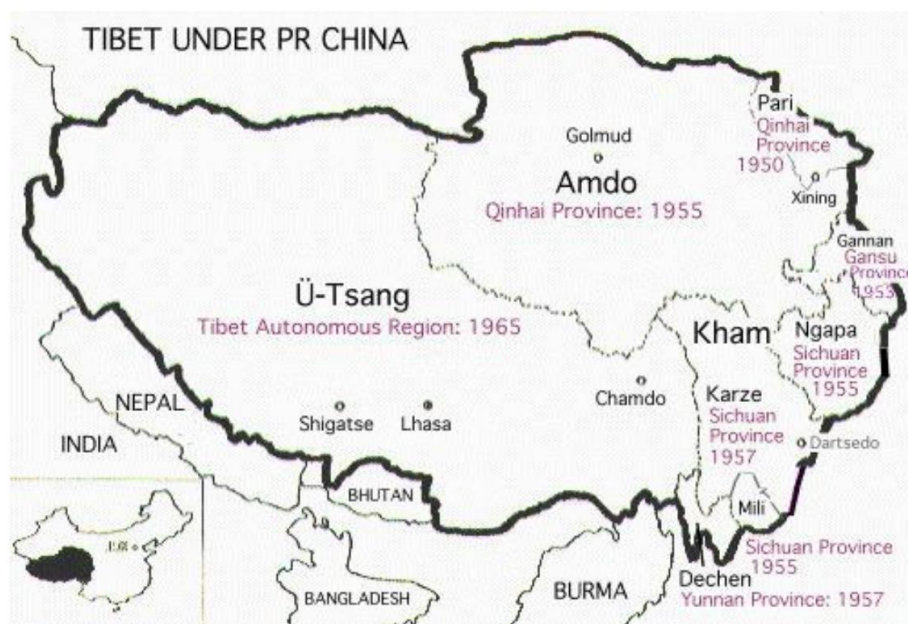 TIBET UNDER PR CHINA
Pari
Qinhai
Province
1950
Golmud
Amdo
Qinghai Province: 1955
Xining
Gannan
Gansu
Province
1953
Ü-Tsang
Tibet Autonomous Region: 1965
Kham
Ngapa
Sichuan
Province
1955
Chamdo
Karze
Sichuan
Province
1957
Dartsedo
Shigatse
Lhasa
NEPAL
INDIA
BHUTAN
Mili
Sichuan Province
1955
Dechen
Yunnan Province: 1957
BURMA
BANGLADESH